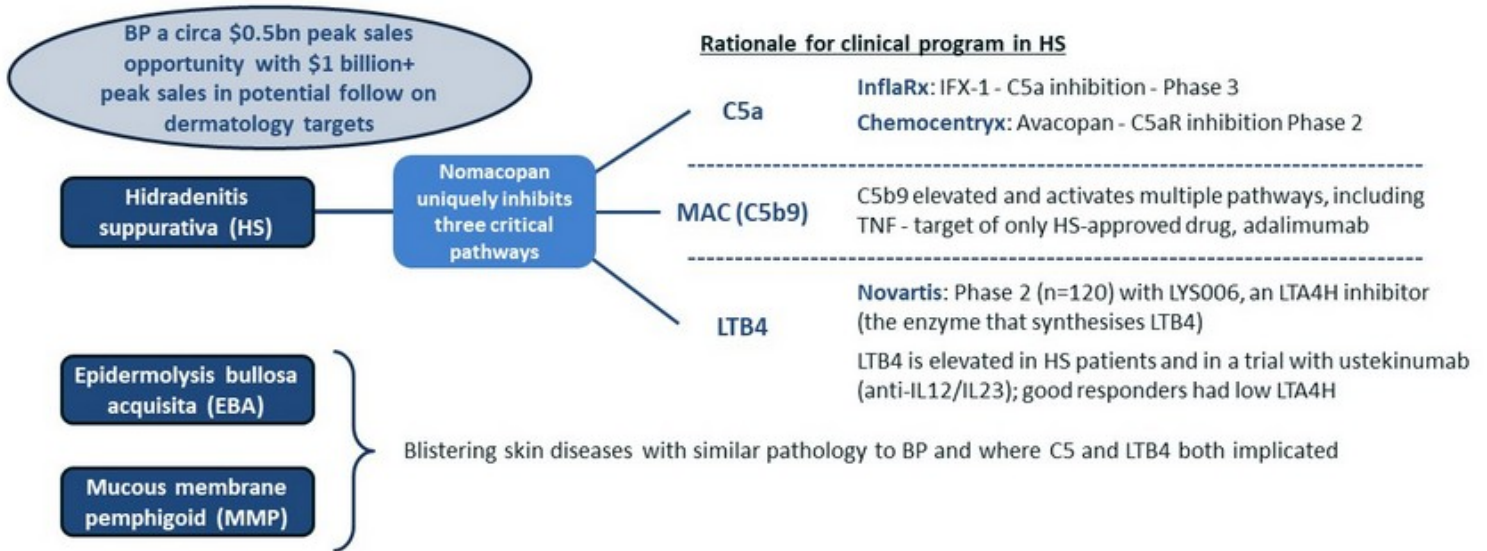 BP a circa $0.5bn peak sales
opportunity with $1 billion+
peak sales in potential follow on
dermatology targets
Hidradenitis
suppurativa (HS)
Nomacopan
uniquely inhibits
three critical
pathways
Rationale for clinical program in HS
C5a
InflaRx: IFX-1 - C5a inhibition - Phase 3
Chemocentryx: Avacopan - C5aR inhibition Phase 2
MAC (C5b9)
C5b9 elevated and activates multiple pathways, including
TNF - target of only HS-approved drug, adalimumab
LTB4
Novartis: Phase 2 (n=120) with LYS006, an LTA4H inhibitor
(the enzyme that synthesises LTB4)
LTB4 is elevated in HS patients and in a trial with ustekinumab
(anti-IL12/IL23); good responders had low LTA4H
Epidermolysis bullosa
acquisita (EBA)
Mucous membrane
pemphigoid (MMP)
Blistering skin diseases with similar pathology to BP and where C5 and LTB4 both implicated